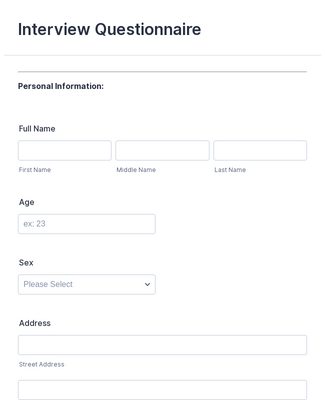 Interview Questionnaire
Personal Information:
Full Name
First Name Middle Name Last Name
Age
ex: 23
Sex
Please Select
Address
Street Address